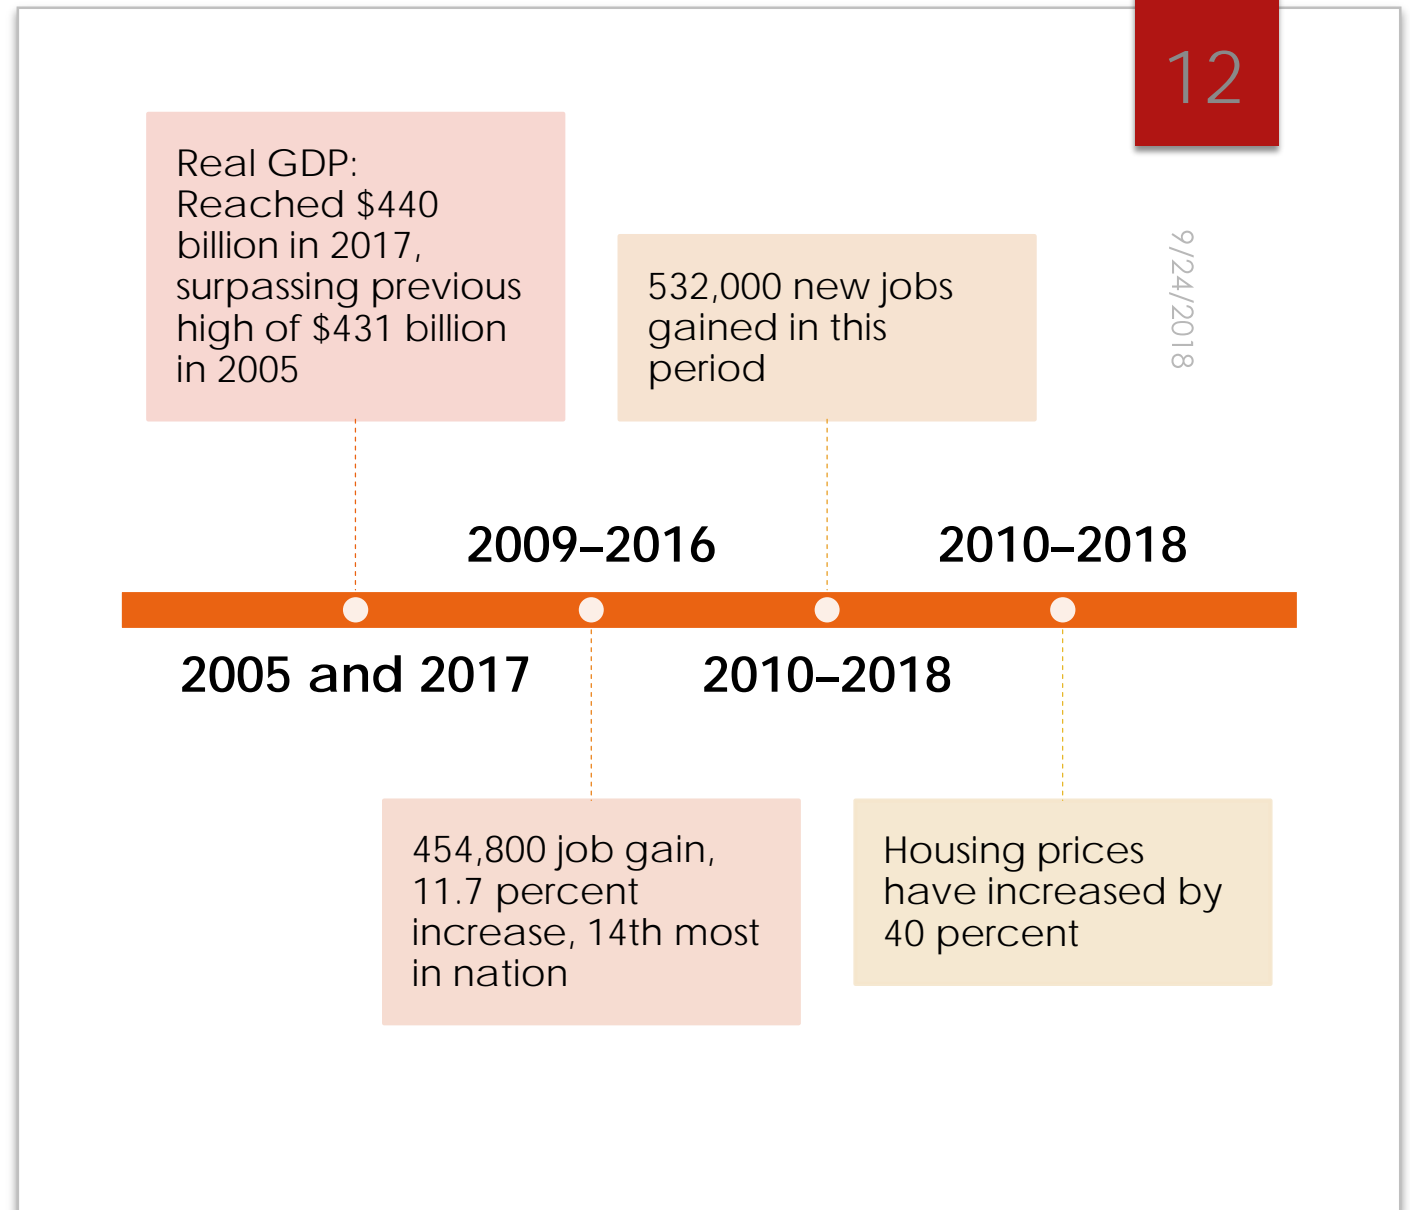 12
9/24/2018
Real GDP:
Reached $440
billion in 2017,
surpassing previous
high of $431 billion
in 2005
532,000 new jobs
gained in this
period
2009–2016
2010–2018
2005 and 2017
2010–2018
454,800 job gain,
11.7 percent
increase, 14th most
in nation
Housing prices
have increased by
40 percent